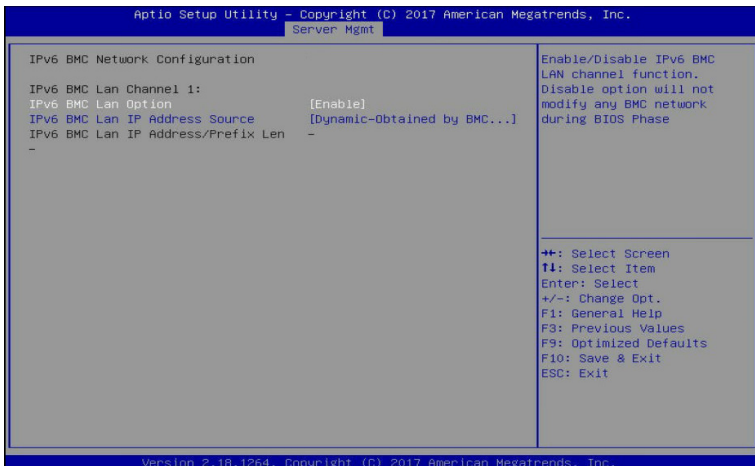 Aptio Setup Utility – Copyright (C) 2017 American Megatrends, Inc.
Server Mgmt
IPv6 BMC Network Configuration
IPv6 BMC Lan Channel 1:
IPv6 BMC Lan Option [Enable]
IPv6 BMC Lan IP Address Source [Dynamic-Obtained by BMC...]
IPv6 BMC Lan IP Address/Prefix Len –
–
Enable/Disable IPv6 BMC
LAN channel function.
Disable option will not
modify any BMC network
during BIOS Phase
→←: Select Screen
↑↓: Select Item
Enter: Select
+/-: Change Opt.
F1: General Help
F3: Previous Values
F9: Optimized Defaults
F10: Save & Exit
ESC: Exit
Version 2.18.1264. Copyright (C) 2017 American Megatrends, Inc.